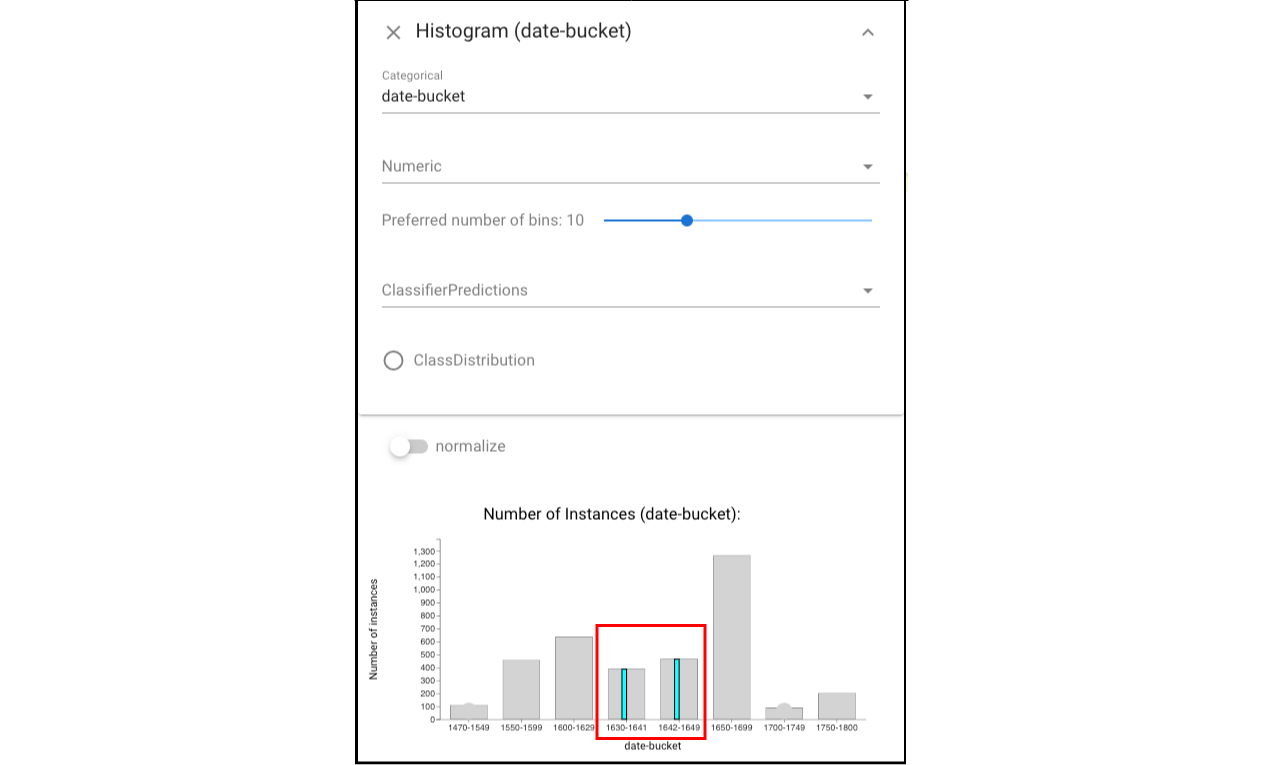 Histogram (date-bucket)
Categorical
date-bucket
Numeric
Preferred number of bins: 10
ClassifierPredictions
ClassDistribution
normalize
Number of Instances (date-bucket):
Number of instances
1,300
1,200
1,100
1,000
900
800
700
600
500
400
300
200
100
0
1470-1549 1550-1599 1600-1629 1630-1641 1642-1649 1650-1699 1700-1749 1750-1800
date-bucket